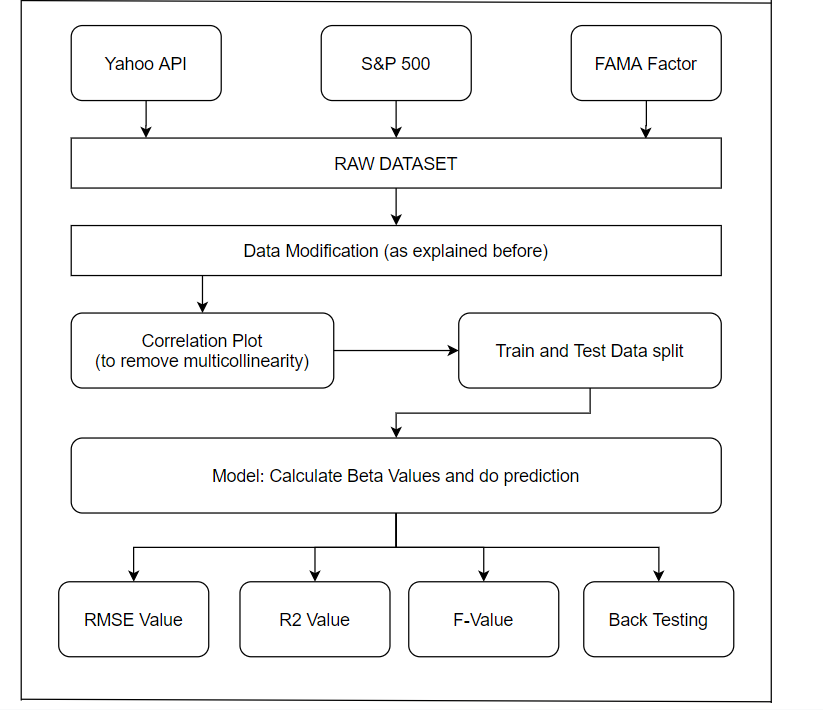 Yahoo API
S&P 500
FAMA Factor
RAW DATASET
Data Modification (as explained before)
Correlation Plot
(to remove multicollinearity)
Train and Test Data split
Model: Calculate Beta Values and do prediction
RMSE Value
R2 Value
F-Value
Back Testing